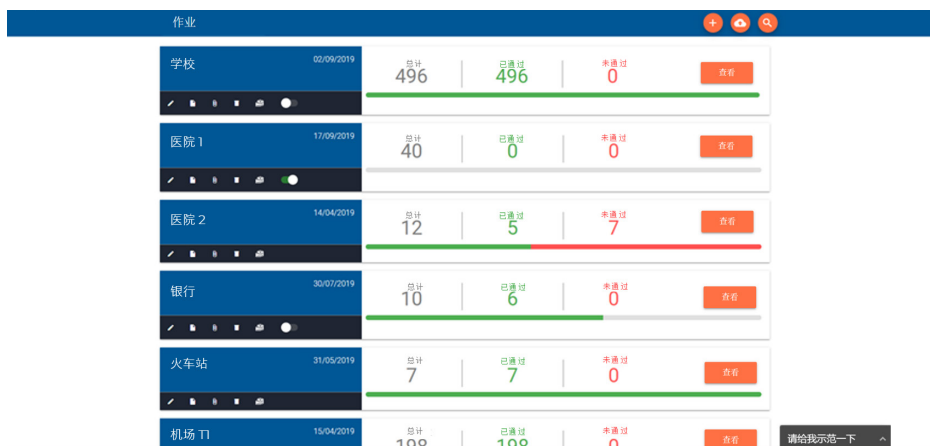 作业
学校 02/09/2019 总计 已通过 未通过
496 496 0 查看
医院 1 17/09/2019 总计 已通过 未通过
40 0 0 查看
医院 2 14/04/2019 总计 已通过 未通过
12 5 7 查看
银行 30/07/2019 总计 已通过 未通过
10 6 0 查看
火车站 31/05/2019 总计 已通过 未通过
7 7 0 查看
机场 T1 15/04/2019 总计 已通过 未通过
198 198 0 查看
请给我示范一下